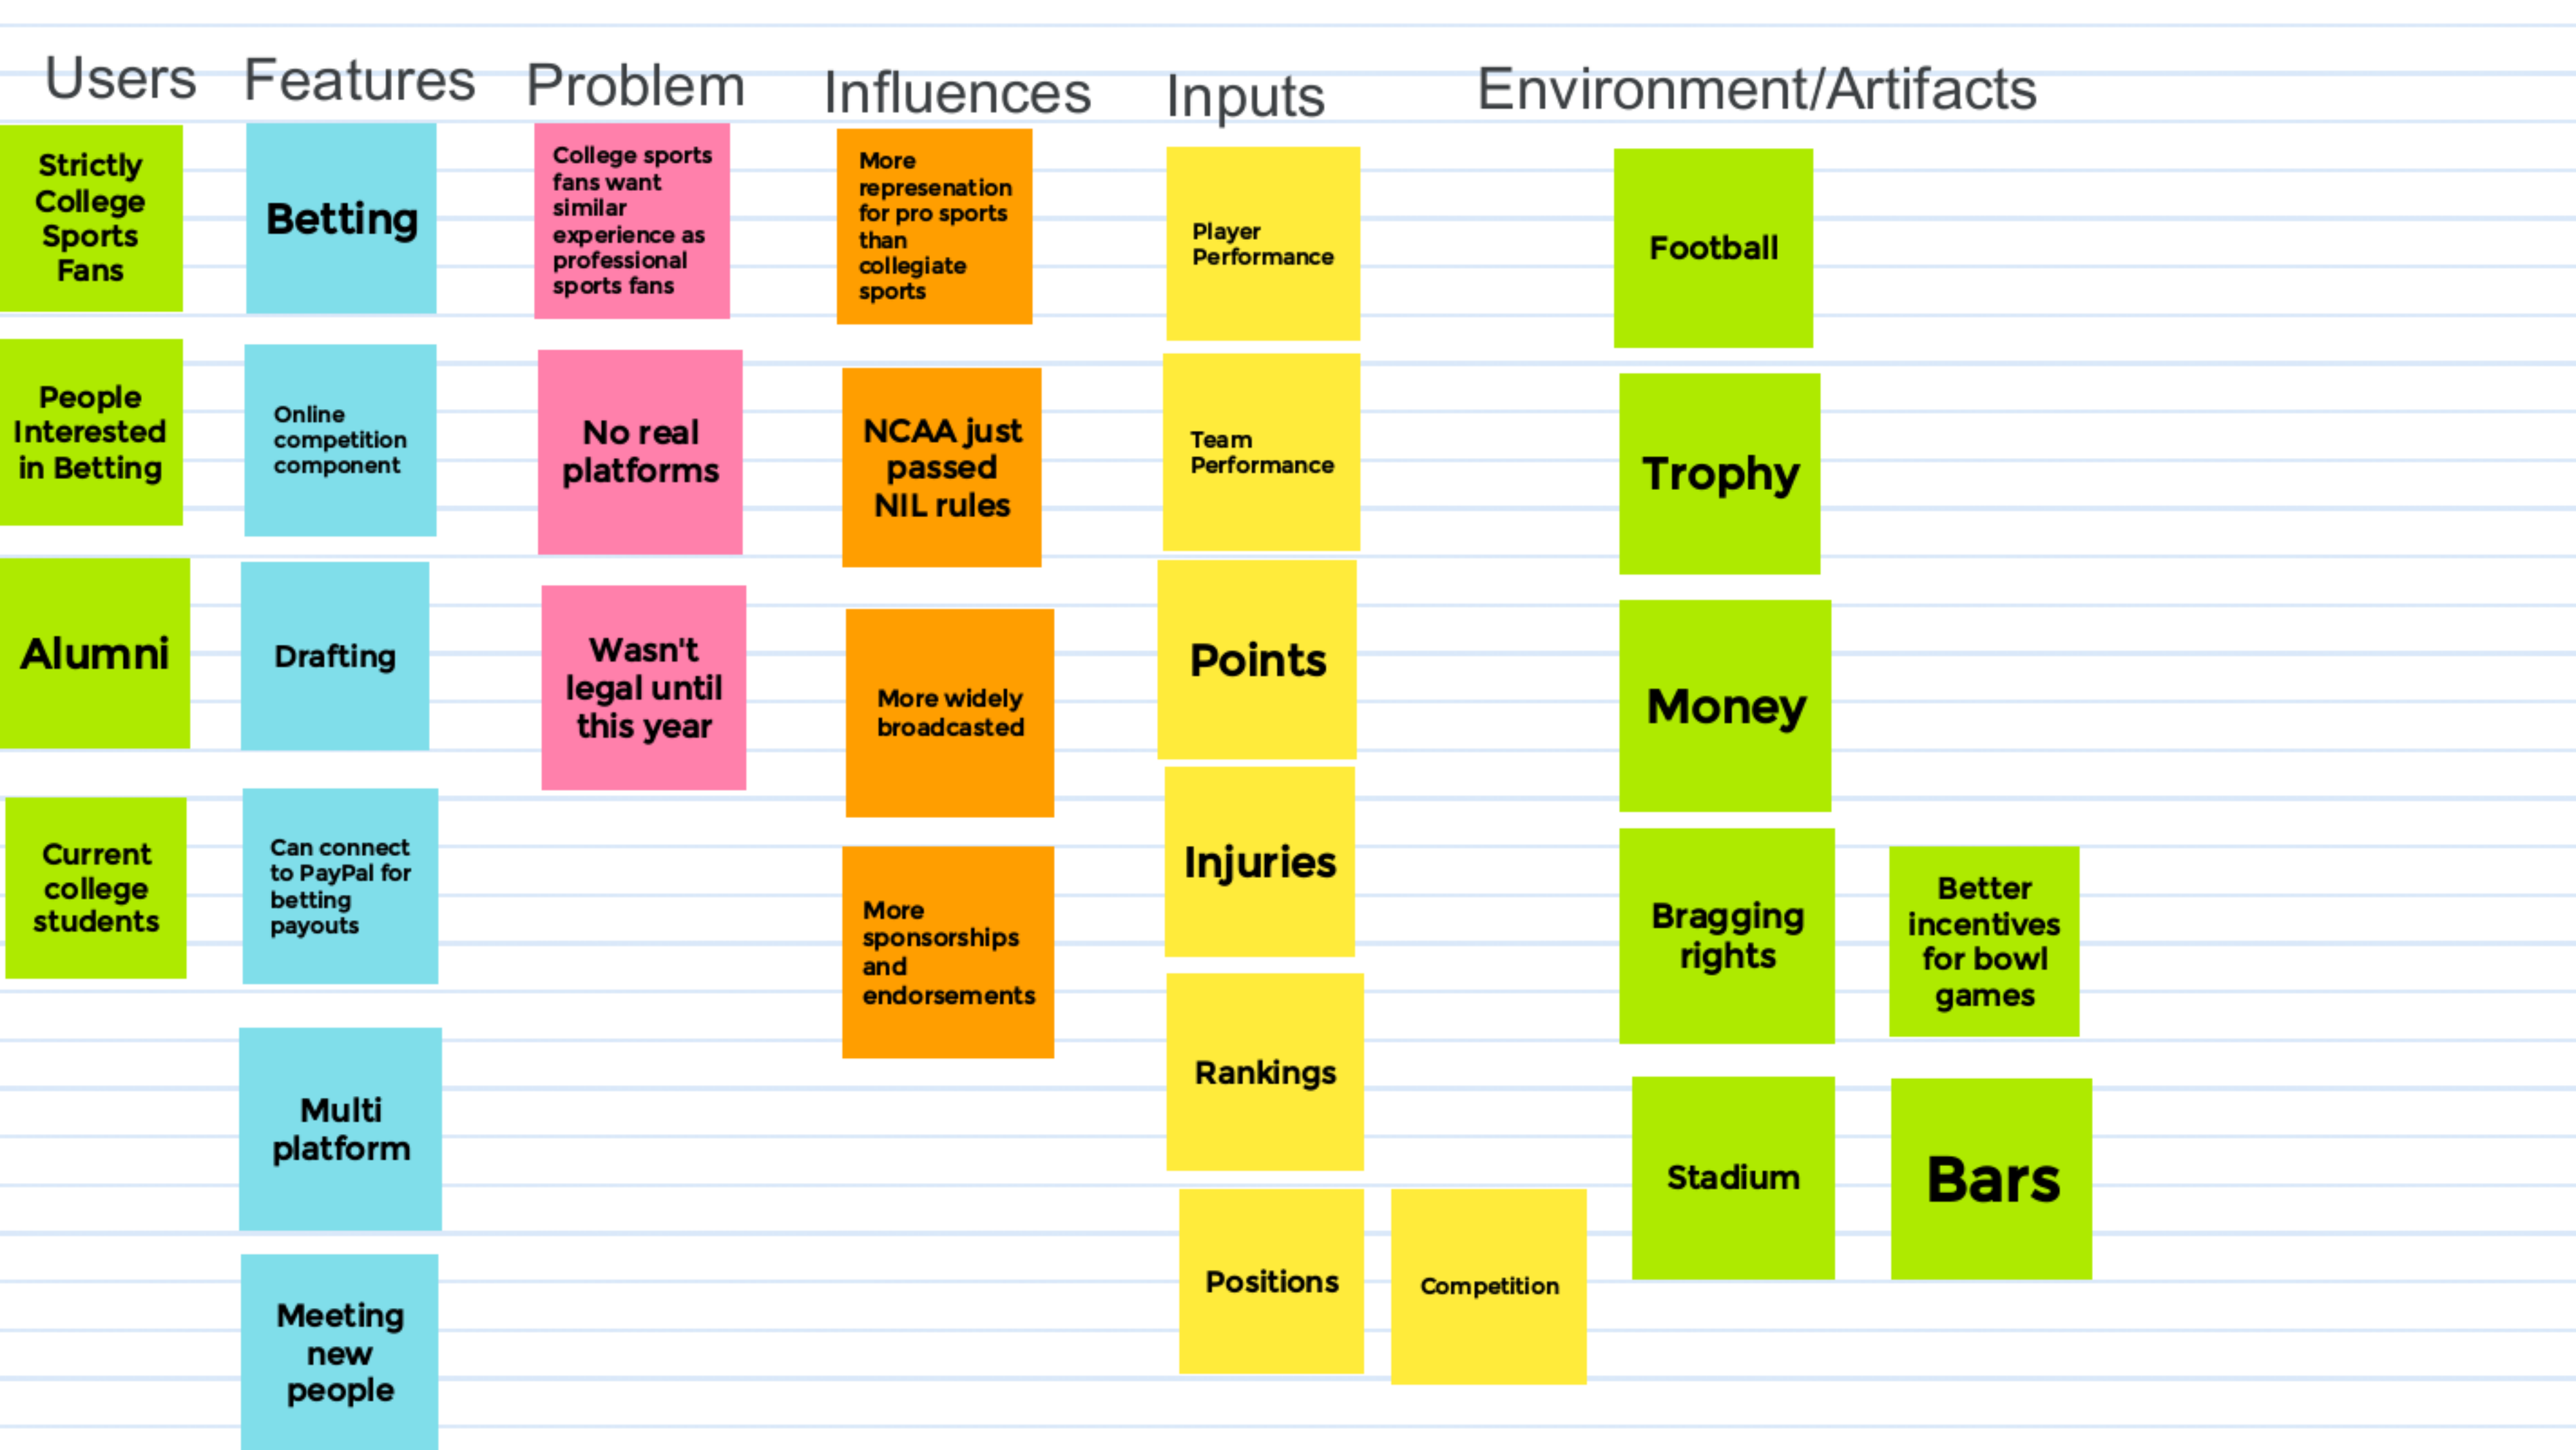 Users
Features
Problem
Influences
Inputs
Environment/Artifacts
Strictly
College
Sports
Fans
People
Interested
in Betting
Alumni
Current
college
students
Betting
Online
competition
component
Drafting
Can connect
to PayPal for
betting
payouts
Multi
platform
Meeting
new
people
College sports
fans want
similar
experience as
professional
sports fans
No real
platforms
Wasn't
legal until
this year
More
represenation
for pro sports
than
collegiate
sports
NCAA just
passed
NIL rules
More widely
broadcasted
More
sponsorships
and
endorsements
Player
Performance
Team
Performance
Points
Injuries
Rankings
Positions
Competition
Football
Trophy
Money
Bragging
rights
Better
incentives
for bowl
games
Stadium
Bars